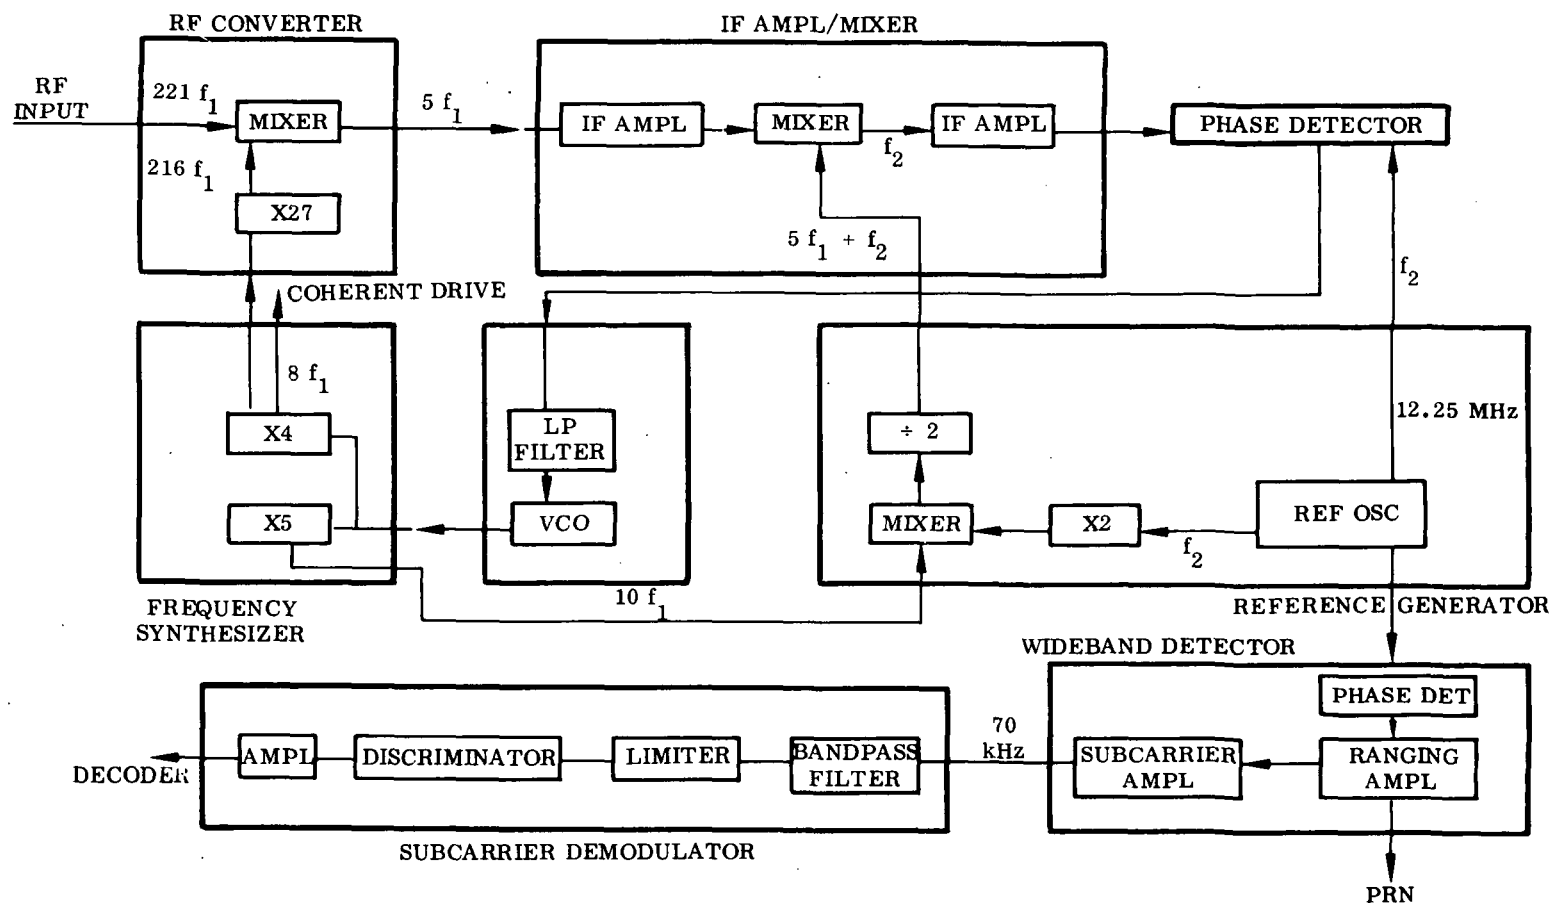 RF CONVERTER
IF AMPL/MIXER
RF
INPUT
221 f1
MIXER
216 f1
X27
5 f1
IF AMPL
MIXER
f2
IF AMPL
5 f1 + f2
PHASE DETECTOR
f2
COHERENT DRIVE
8 f1
X4
X5
FREQUENCY
SYNTHESIZER
LP
FILTER
VCO
10 f1
÷ 2
MIXER
X2
f2
REF OSC
12.25 MHz
REFERENCE GENERATOR
WIDEBAND DETECTOR
PHASE DET
RANGING
AMPL
SUBCARRIER
AMPL
PRN
70
kHz
BANDPASS
FILTER
LIMITER
DISCRIMINATOR
AMPL
DECODER
SUBCARRIER DEMODULATOR